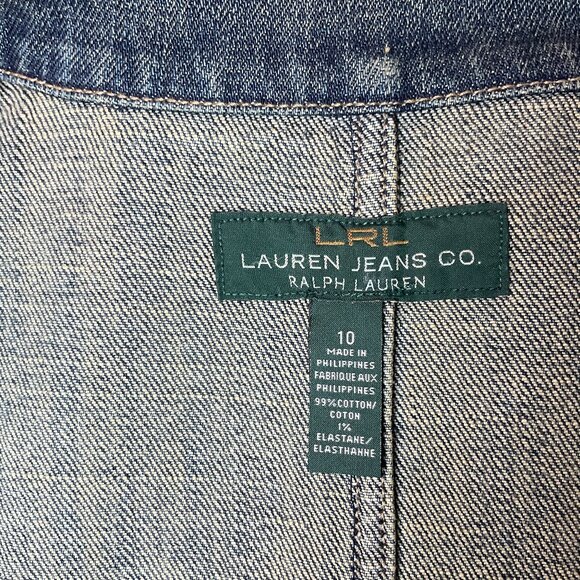 LRL
LAUREN JEANS CO.
RALPH LAUREN
10
MADE IN
PHILIPPINES
FABRIQUE AUX
PHILIPPINES
99% COTTON/
COTON
1%
ELASTANE/
ELASTHANNE